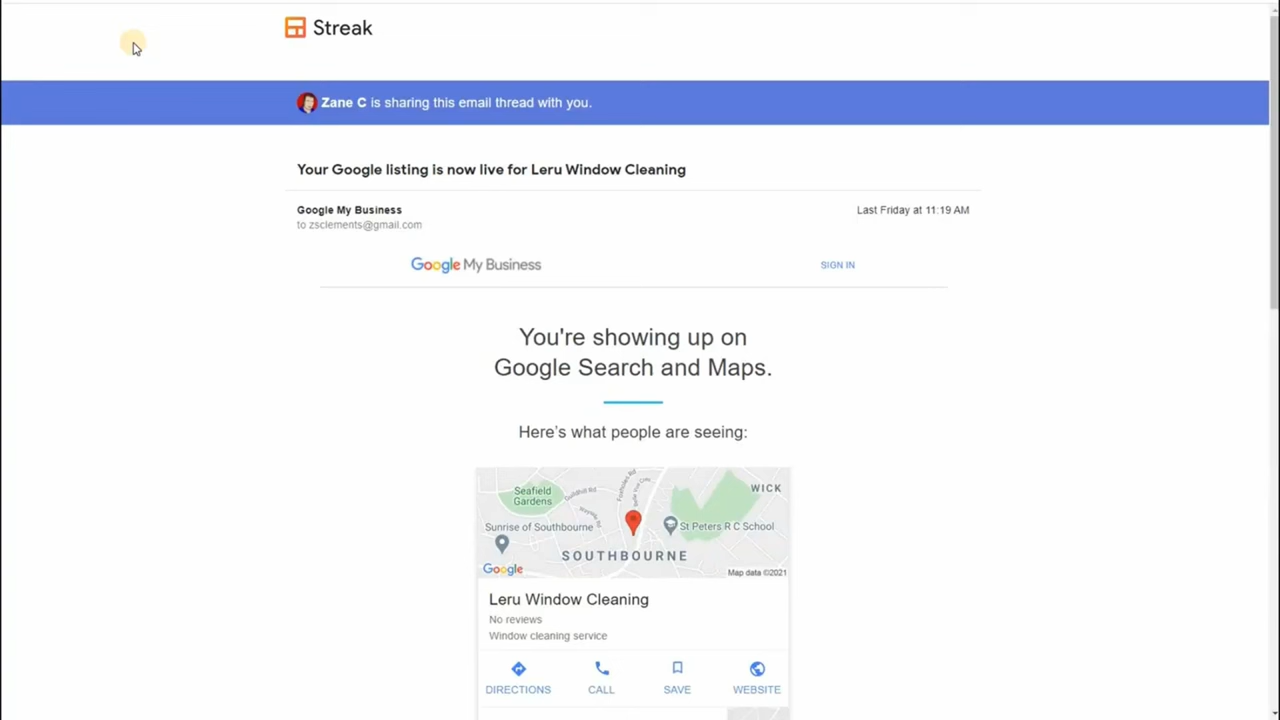 Streak
Zane C is sharing this email thread with you.
Your Google listing is now live for Leru Window Cleaning
Google My Business
Last Friday at 11:19 AM
to zsclements@gmail.com
Google My Business
SIGN IN
You're showing up on
Google Search and Maps.
Here's what people are seeing:
WICK
Seafield
Gardens
Sunrise of Southbourne
St Peters R C School
SOUTHBOURNE
Google
Map data ©2021
Leru Window Cleaning
No reviews
Window cleaning service
DIRECTIONS
CALL
SAVE
WEBSITE